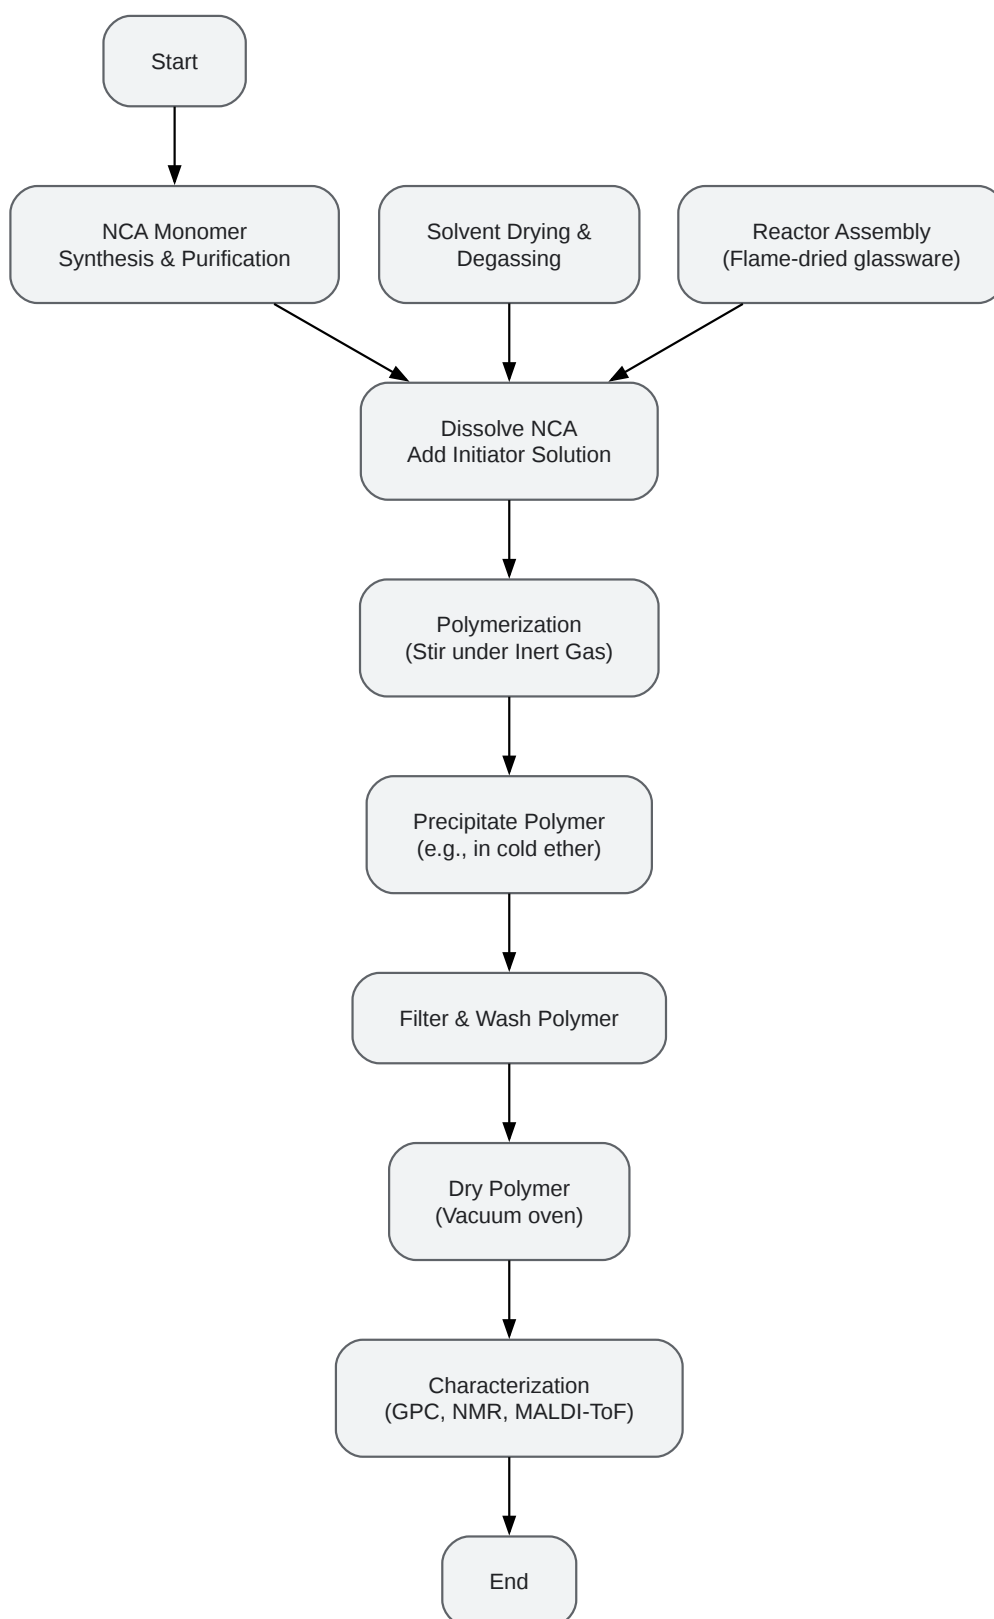 Start
NCA Monomer
Synthesis & Purification
Solvent Drying &
Degassing
Reactor Assembly
(Flame-dried glassware)
Dissolve NCA
Add Initiator Solution
Polymerization
(Stir under Inert Gas)
Precipitate Polymer
(e.g., in cold ether)
Filter & Wash Polymer
Dry Polymer
(Vacuum oven)
Characterization
(GPC, NMR, MALDI-ToF)
End